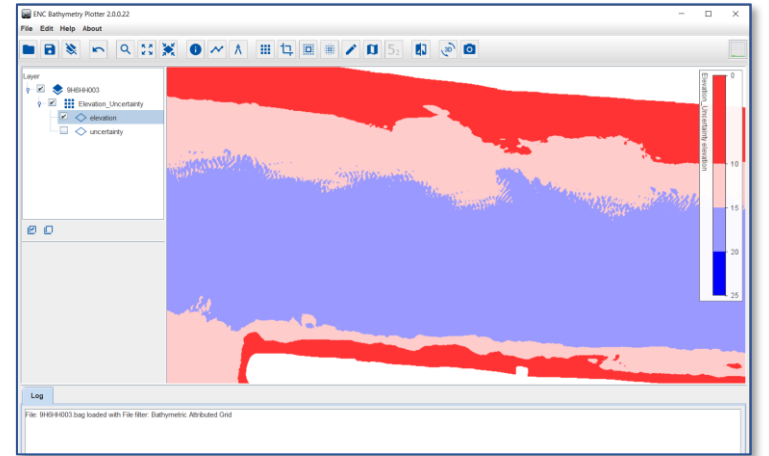 ENC Bathymetry Plotter 2.0.0.22
File Edit Help About
3D
Layer
9H6HH003
Elevation_Uncertainty
elevation
uncertainty
Elevation_Uncertainty elevation
0
10
15
20
25
Log
File: 9H6HH003.bag loaded with File filter: Bathymetric Attributed Grid